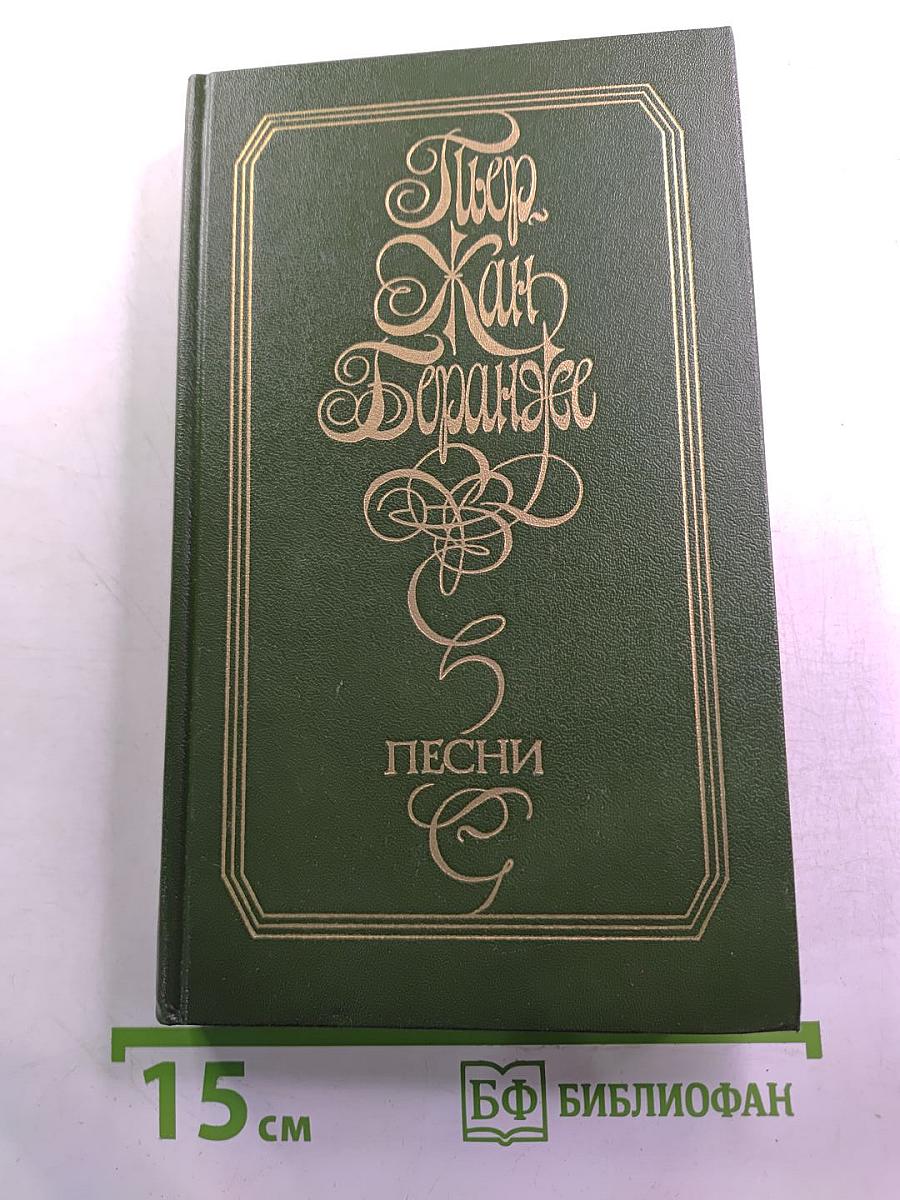 Пьер-
Жан
Беранже
ПЕСНИ
15 см
БФ БИБЛИОФАН